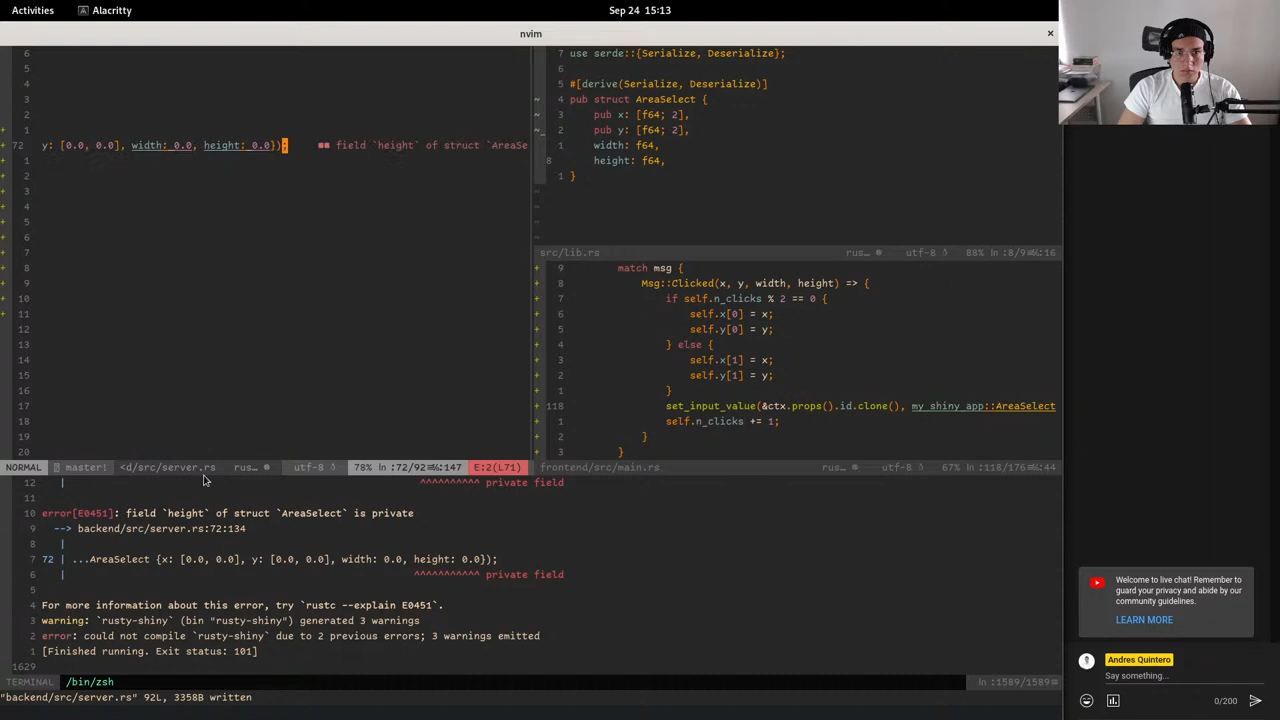 Activities
Alacritty
Sep 24 15:13
nvim
×
6
5
4
3
2
+ 1
+ 72 y: [0.0, 0.0], width: 0.0, height: 0.0}); ■■ field `height` of struct `AreaSe
+ 1
+ 2
+ 3
+ 4
+ 5
+ 6
+ 7
+ 8
+ 9
+ 10
+ 11
12
13
14
15
16
17
18
19
20
NORMAL master! <d/src/server.rs rus… utf-8 78% ln :72/92≡%:147 E:2(L71)
7 use serde::{Serialize, Deserialize};
6
5 #[derive(Serialize, Deserialize)]
~ 4 pub struct AreaSelect {
~ 3 pub x: [f64; 2],
~_ 2 pub y: [f64; 2],
1 width: f64,
8 height: f64,
1 }
~
~
~
~
src/lib.rs rus… utf-8 88% ln :8/9≡%:16
+ 9 match msg {
+ 8 Msg::Clicked(x, y, width, height) => {
+ 7 if self.n_clicks % 2 == 0 {
+ 6 self.x[0] = x;
+ 5 self.y[0] = y;
+ 4 } else {
+ 3 self.x[1] = x;
+ 2 self.y[1] = y;
+ 1 }
+ 118 set_input_value(&ctx.props().id.clone(), my_shiny_app::AreaSelect
+ 1 self.n_clicks += 1;
+ 2 }
+ 3 }
frontend/src/main.rs rus… utf-8 67% ln :118/176≡%:44
12 | ^^^^^^^^^^ private field
11
10 error[E0451]: field `height` of struct `AreaSelect` is private
9 --> backend/src/server.rs:72:134
8 |
7 72 | ...AreaSelect {x: [0.0, 0.0], y: [0.0, 0.0], width: 0.0, height: 0.0});
6 | ^^^^^^^^^^^ private field
5
4 For more information about this error, try `rustc --explain E0451`.
3 warning: `rusty-shiny` (bin "rusty-shiny") generated 3 warnings
2 error: could not compile `rusty-shiny` due to 2 previous errors; 3 warnings emitted
1 [Finished running. Exit status: 101]
1629
TERMINAL /bin/zsh ln :1589/1589≡
"backend/src/server.rs" 92L, 3358B written
Welcome to live chat! Remember to
guard your privacy and abide by our
community guidelines.
LEARN MORE
Andres Quintero
Say something...
0/200